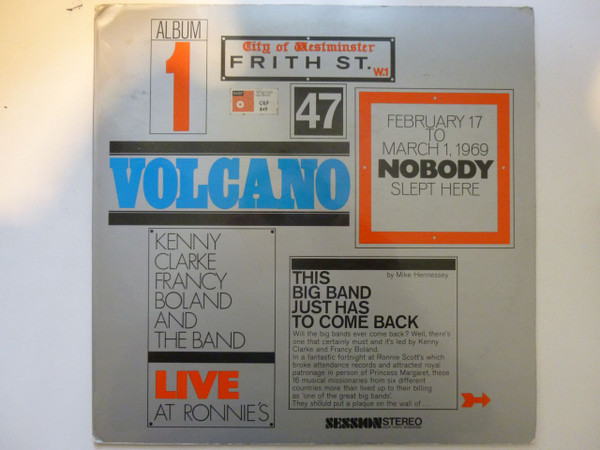 ALBUM
1
City of Westminster
FRITH ST. W.1
47
FEBRUARY 17
TO
MARCH 1, 1969
NOBODY
SLEPT HERE
VOLCANO
KENNY
CLARKE
FRANCY
BOLAND
AND
THE BAND
LIVE
AT RONNIE'S
by Mike Hennessey
THIS
BIG BAND
JUST HAS
TO COME BACK
Will the big bands ever come back? Well, there's
one that certainly must and it's led by Kenny
Clarke and Francy Boland.
In a fantastic fortnight at Ronnie Scott's which
broke attendance records and attracted royal
patronage in person of Princess Margaret, these
16 musical missionaries from six different
countries more than lived up to their billing
as 'one of the great big bands'.
They should put a plaque on the wall of ...
SESSION STEREO